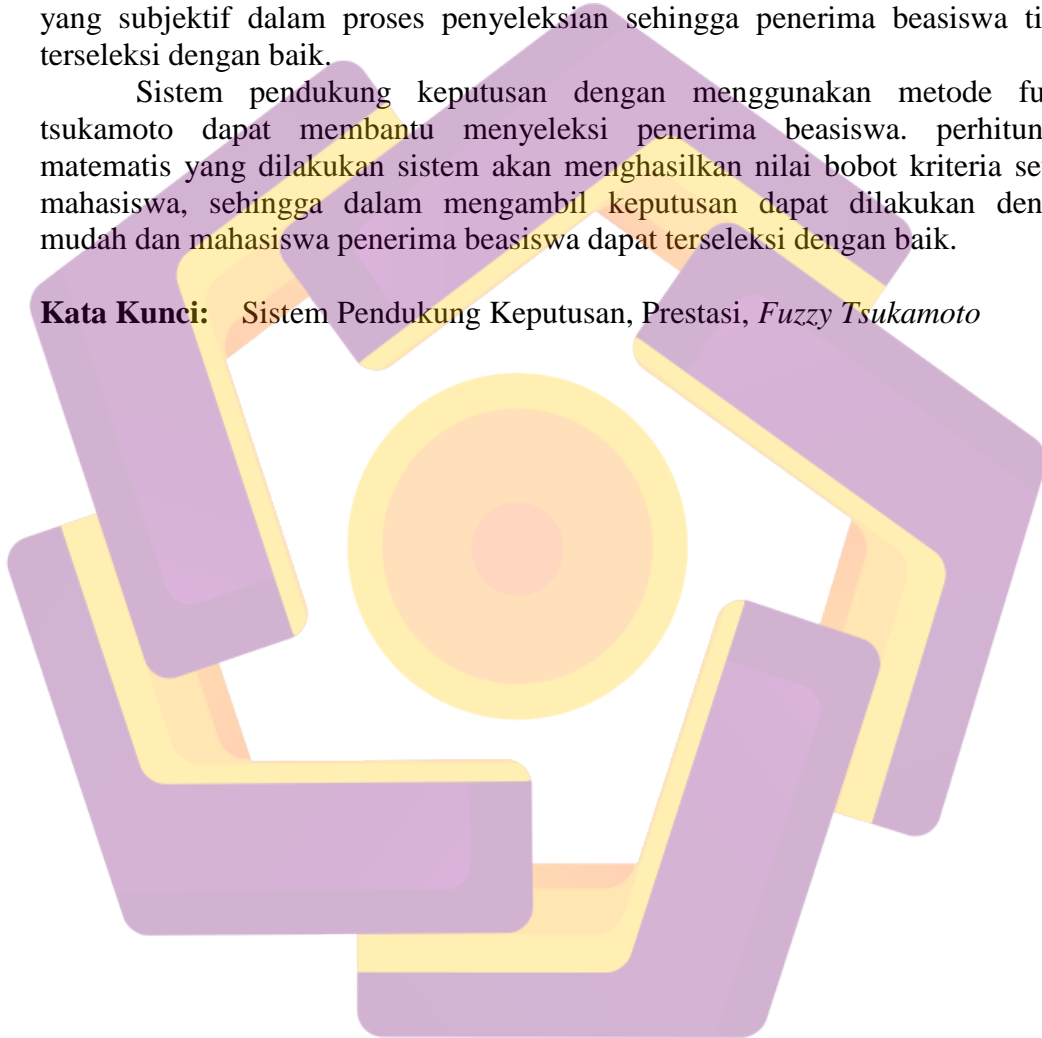 yang subjektif dalam proses penyeleksian sehingga penerima beasiswa ti
terseleksi dengan baik.
Sistem pendukung keputusan dengan menggunakan metode fu
tsukamoto dapat membantu menyeleksi penerima beasiswa. perhitun
matematis yang dilakukan sistem akan menghasilkan nilai bobot kriteria se
mahasiswa, sehingga dalam mengambil keputusan dapat dilakukan den
mudah dan mahasiswa penerima beasiswa dapat terseleksi dengan baik.
Kata Kunci: Sistem Pendukung Keputusan, Prestasi, Fuzzy Tsukamoto